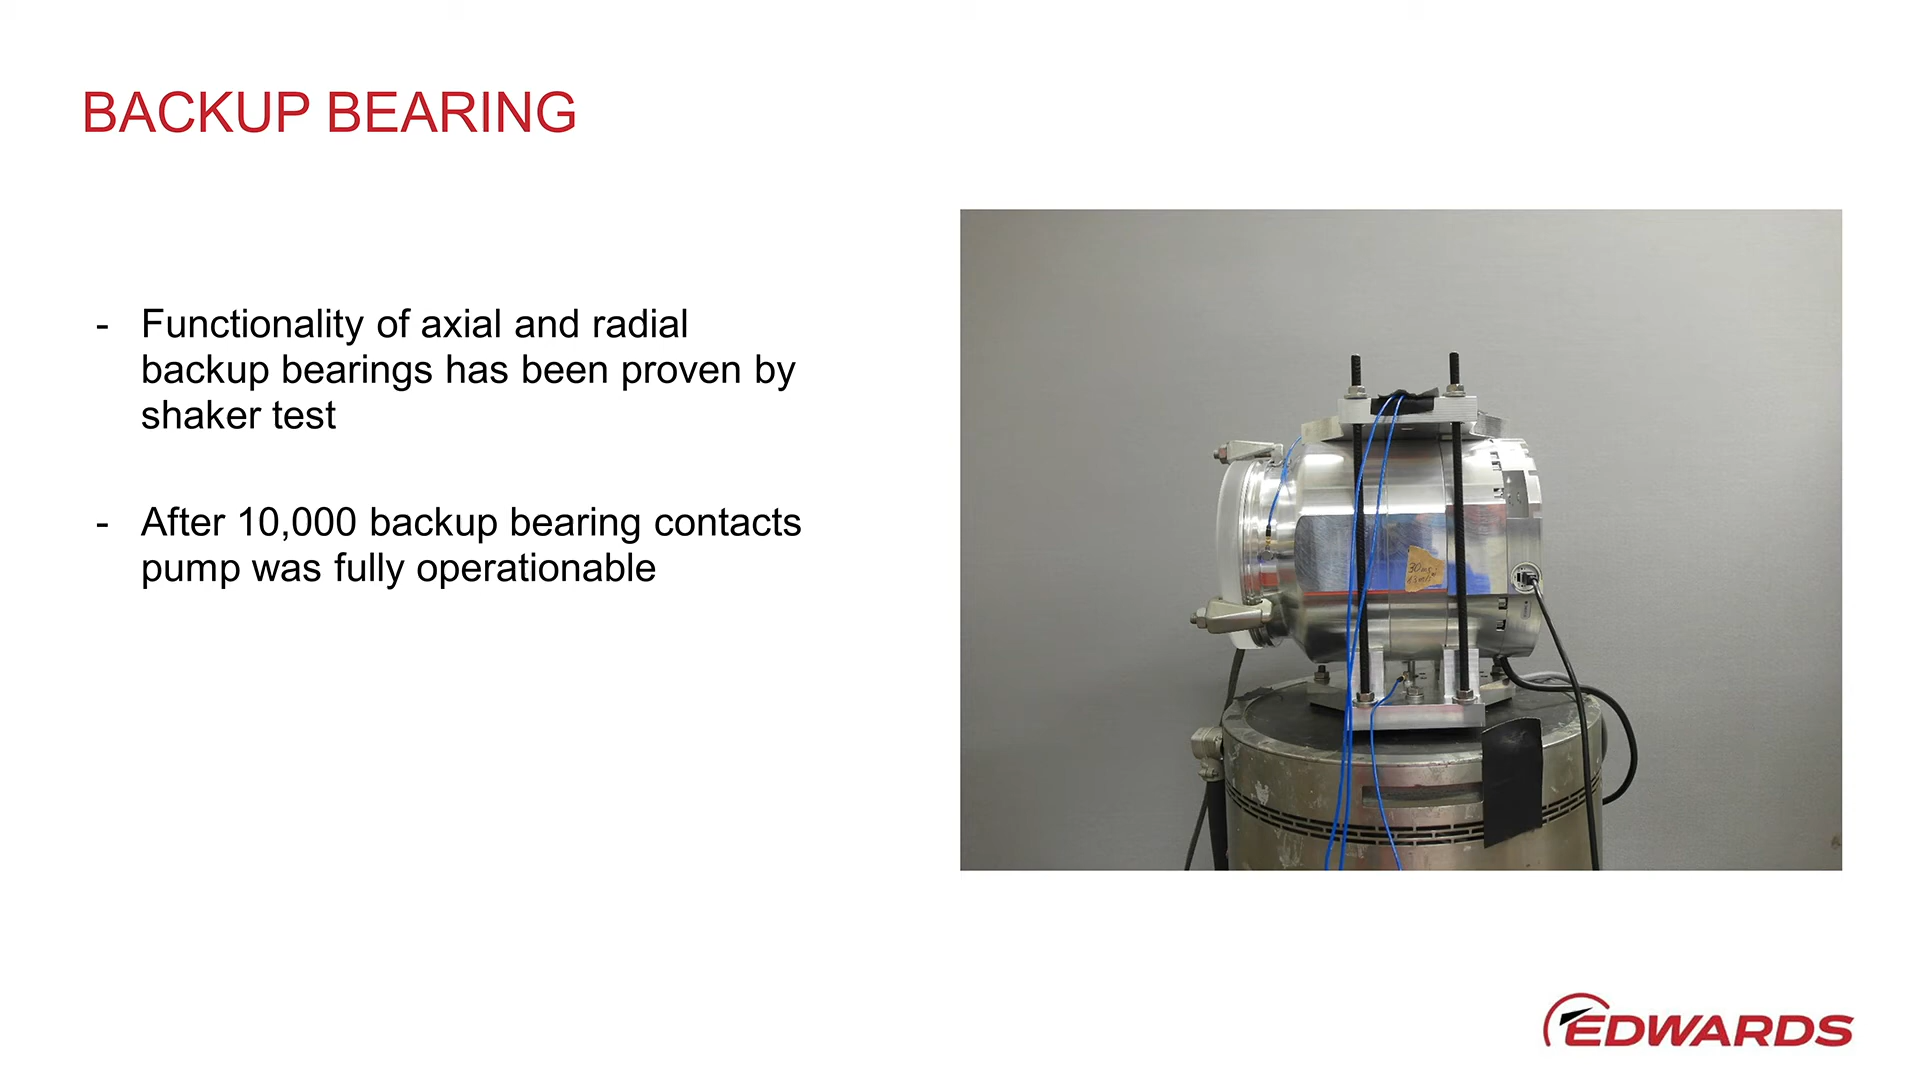 BACKUP BEARING
- Functionality of axial and radial
backup bearings has been proven by
shaker test
- After 10,000 backup bearing contacts
pump was fully operationable
EDWARDS